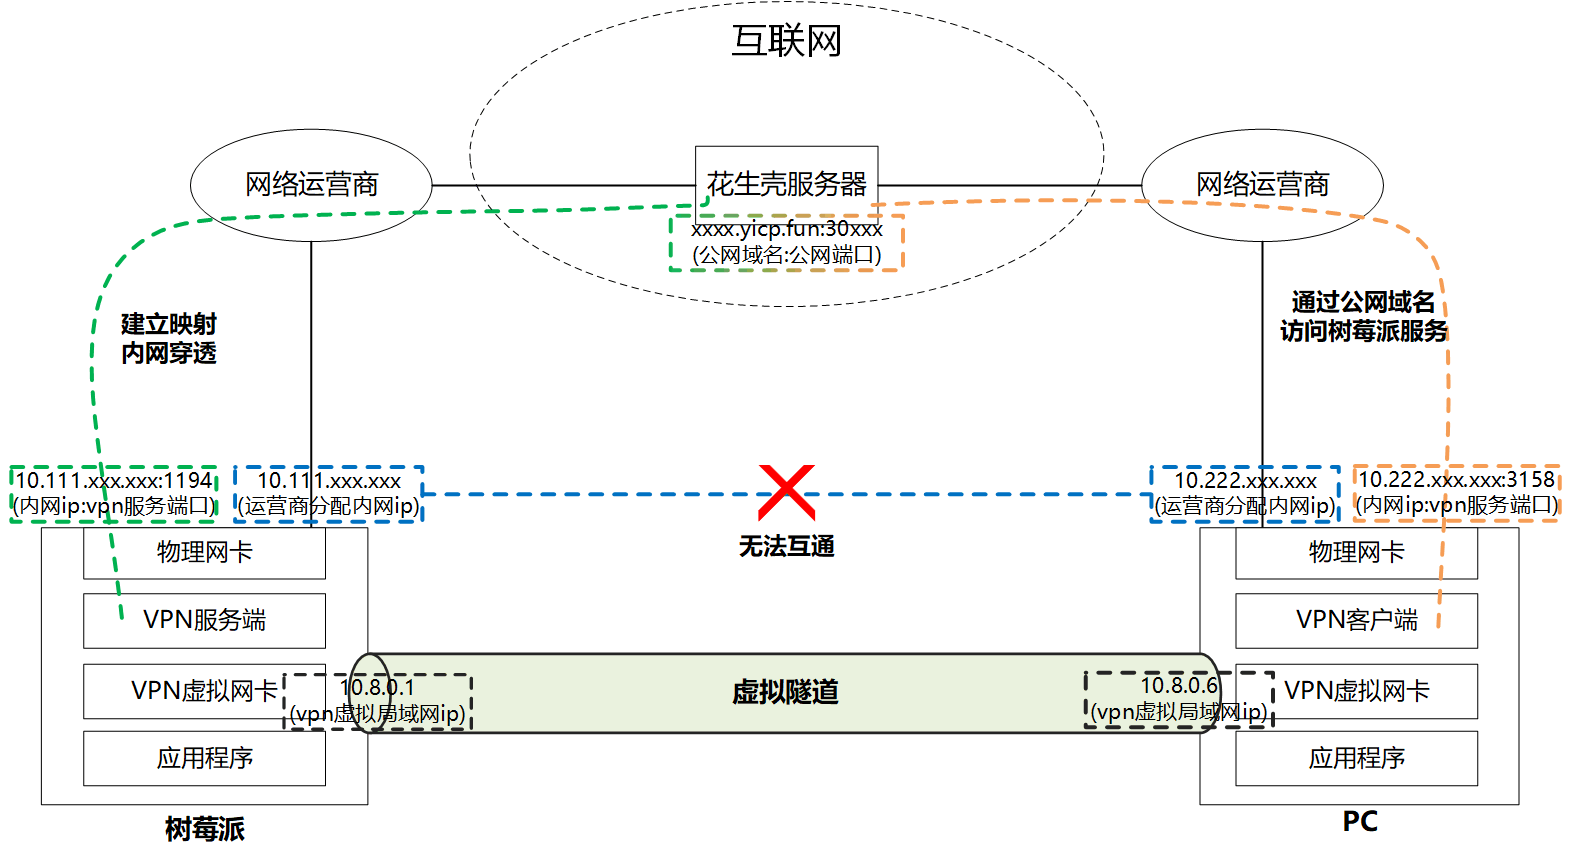 互联网
网络运营商
花生壳服务器
网络运营商
xxxx.yicp.fun:30xxx
(公网域名:公网端口)
建立映射
内网穿透
通过公网域名
访问树莓派服务
10.111.xxx.xxx:1194
(内网ip:vpn服务端口)
10.111.xxx.xxx
(运营商分配内网ip)
无法互通
10.222.xxx.xxx
(运营商分配内网ip)
10.222.xxx.xxx:3158
(内网ip:vpn服务端口)
物理网卡
VPN服务端
VPN虚拟网卡
应用程序
10.8.0.1
(vpn虚拟局域网ip)
虚拟隧道
10.8.0.6
(vpn虚拟局域网ip)
物理网卡
VPN客户端
VPN虚拟网卡
应用程序
树莓派
PC